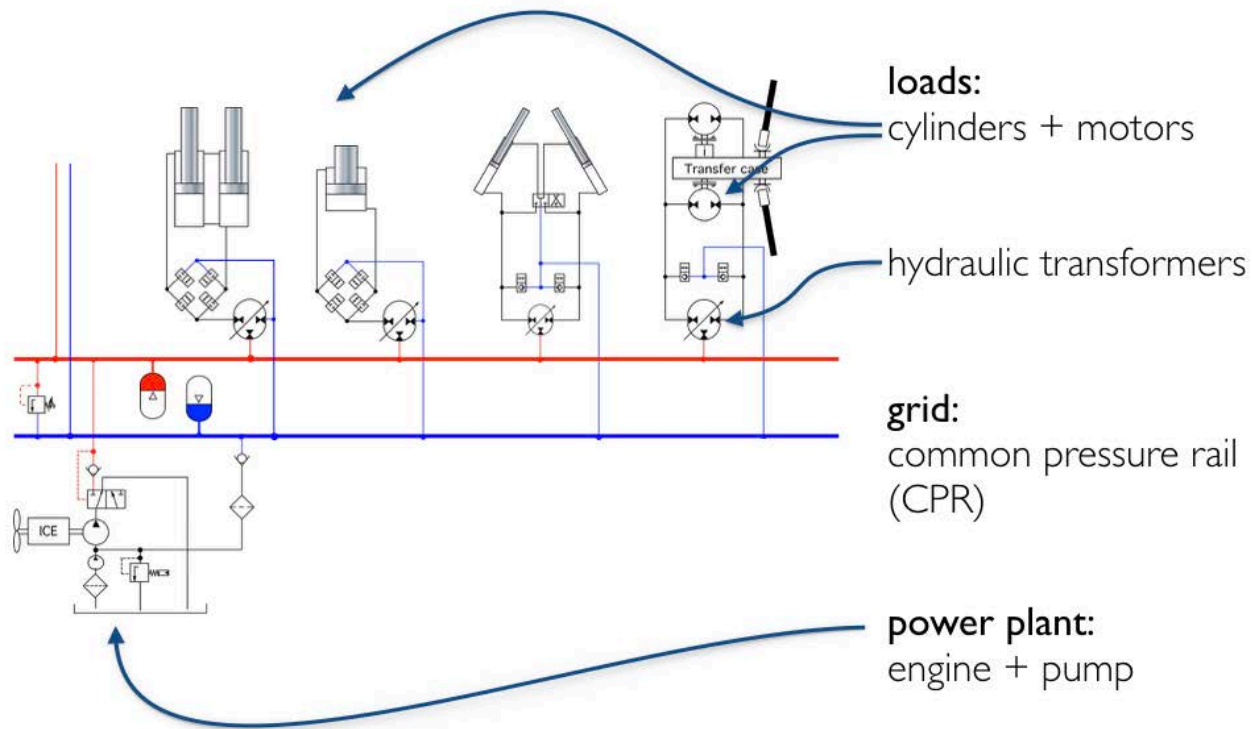 loads:
cylinders + motors
Transfer case
hydraulic transformers
grid:
common pressure rail
(CPR)
ICE
power plant:
engine + pump